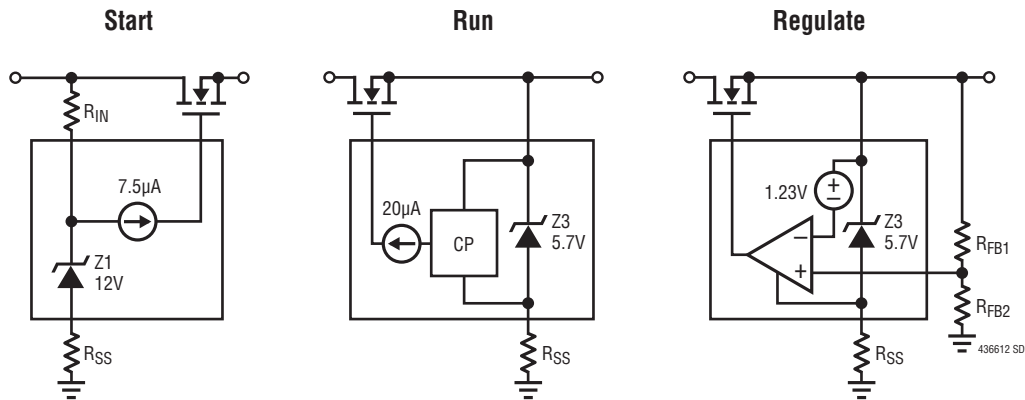 Start
Run
Regulate
RIN
7.5µA
Z1
12V
RSS
20µA
CP
Z3
5.7V
RSS
1.23V
+
–
–
+
Z3
5.7V
RFB1
RFB2
RSS
436612 SD